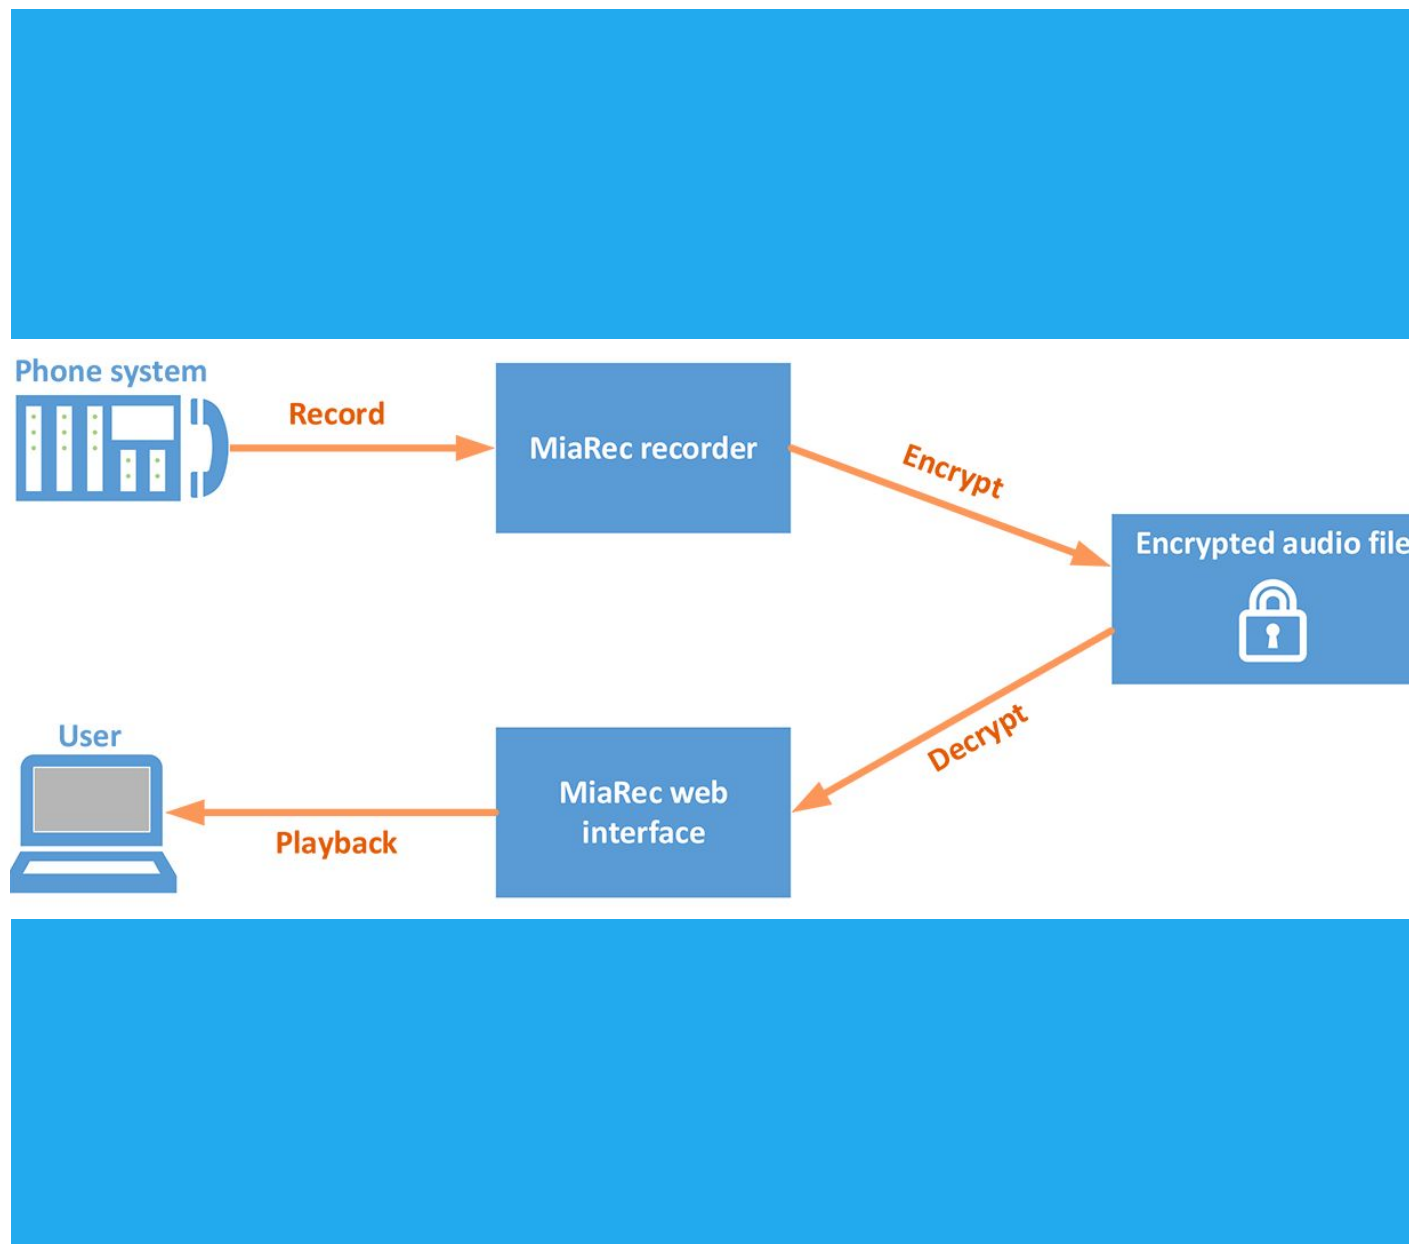 Phone system
Record
MiaRec recorder
Encrypt
Encrypted audio file
Decrypt
User
MiaRec web
interface
Playback